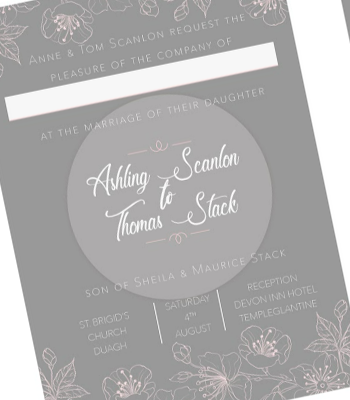 Anne & Tom Scanlon request the
pleasure of the company of
at the marriage of their daughter
Ashling Scanlon
to
Thomas Stack
son of Sheila & Maurice Stack
St Brigid's
Church
Duagh
Saturday
4th
August
Reception
Devon Inn Hotel
Templeglantine